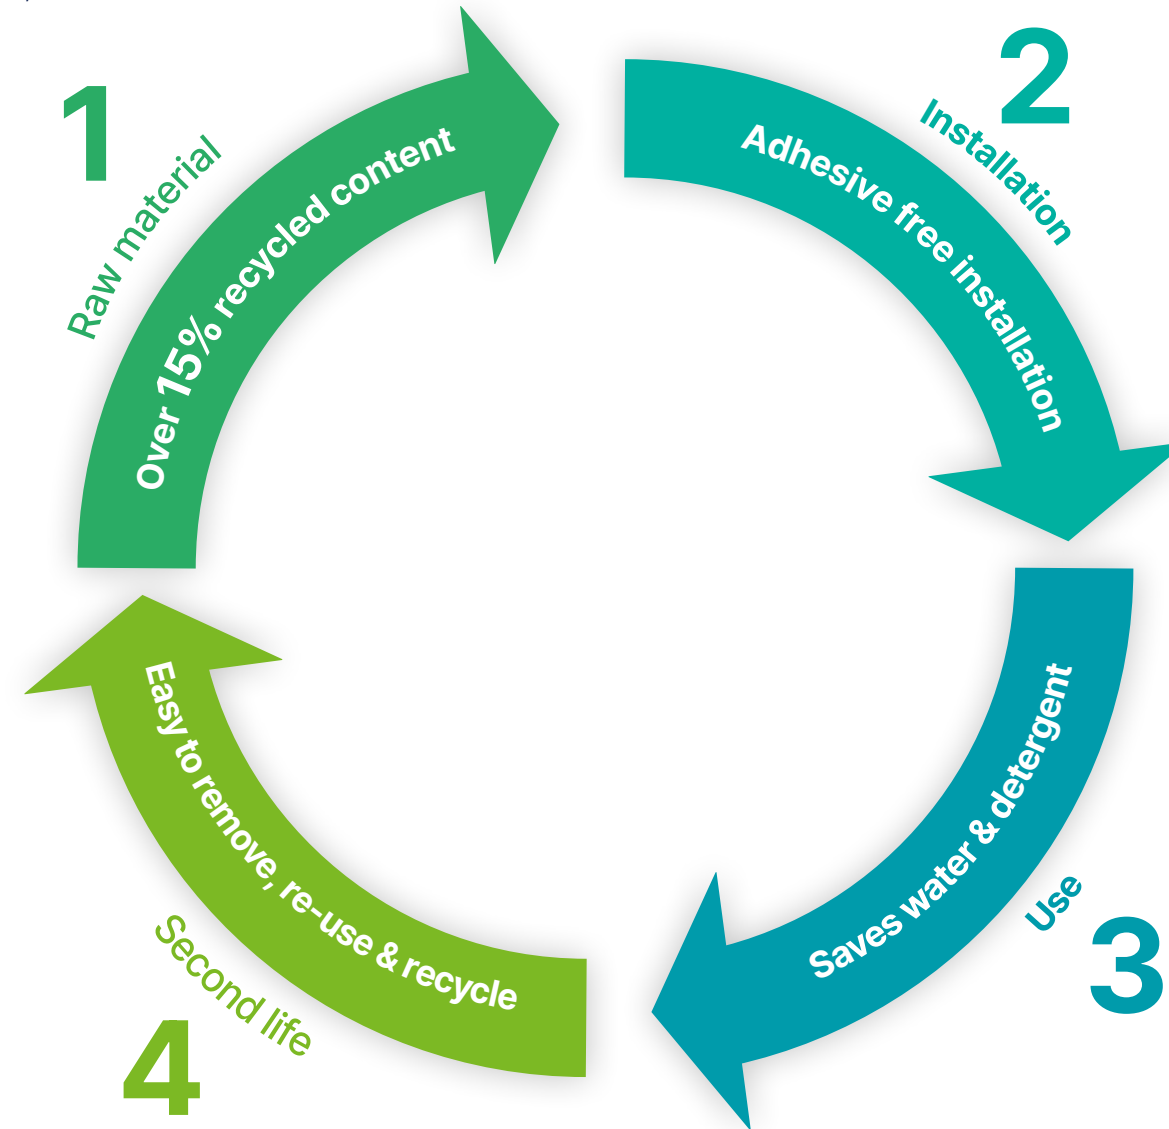 1
Raw material
Over 15% recycled content
2
Installation
Adhesive free installation
3
Use
Saves water & detergent
4
Second life
Easy to remove, re-use & recycle